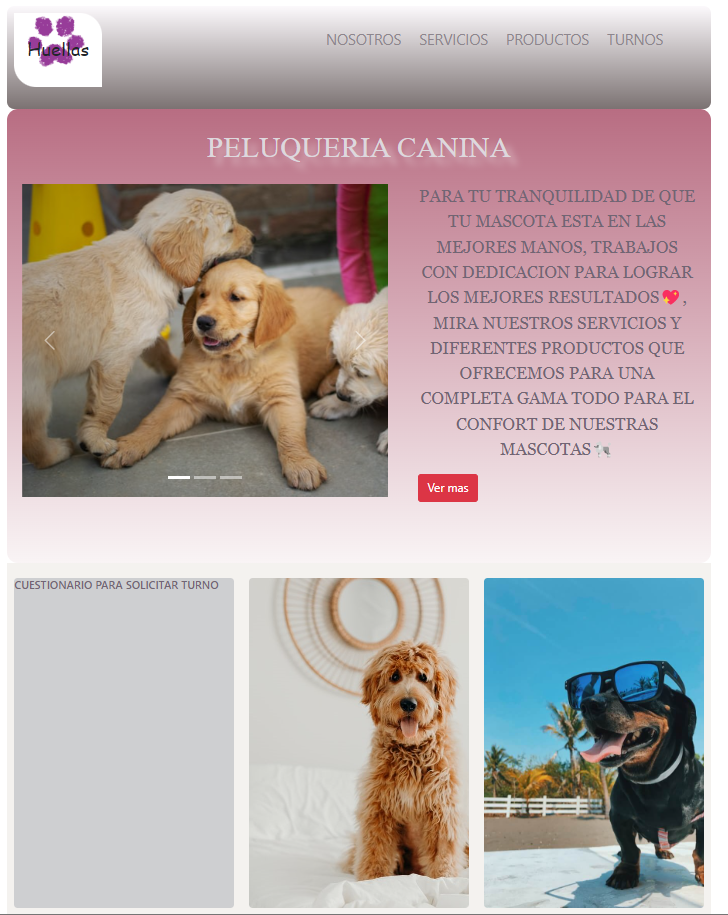 Huellas
NOSOTROS SERVICIOS PRODUCTOS TURNOS
PELUQUERIA CANINA
PARA TU TRANQUILIDAD DE QUE
TU MASCOTA ESTA EN LAS
MEJORES MANOS, TRABAJOS
CON DEDICACION PARA LOGRAR
LOS MEJORES RESULTADOS💖,
MIRA NUESTROS SERVICIOS Y
DIFERENTES PRODUCTOS QUE
OFRECEMOS PARA UNA
COMPLETA GAMA TODO PARA EL
CONFORT DE NUESTRAS
MASCOTAS🐩
Ver mas
CUESTIONARIO PARA SOLICITAR TURNO